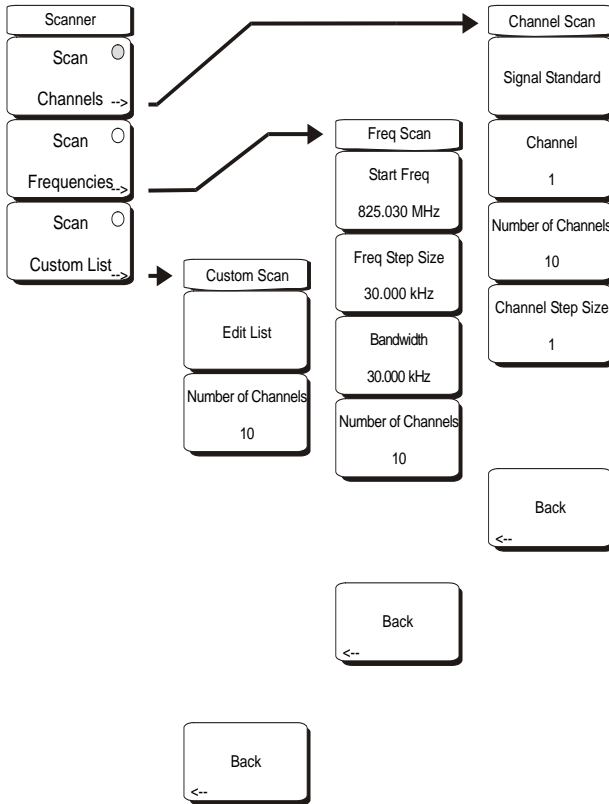 Scanner
Scan
Channels -->
Scan
Frequencies -->
Scan
Custom List -->
Custom Scan
Edit List
Number of Channels
10
Back
<--
Freq Scan
Start Freq
825.030 MHz
Freq Step Size
30.000 kHz
Bandwidth
30.000 kHz
Number of Channels
10
Back
<--
Channel Scan
Signal Standard
Channel
1
Number of Channels
10
Channel Step Size
1
Back
<--